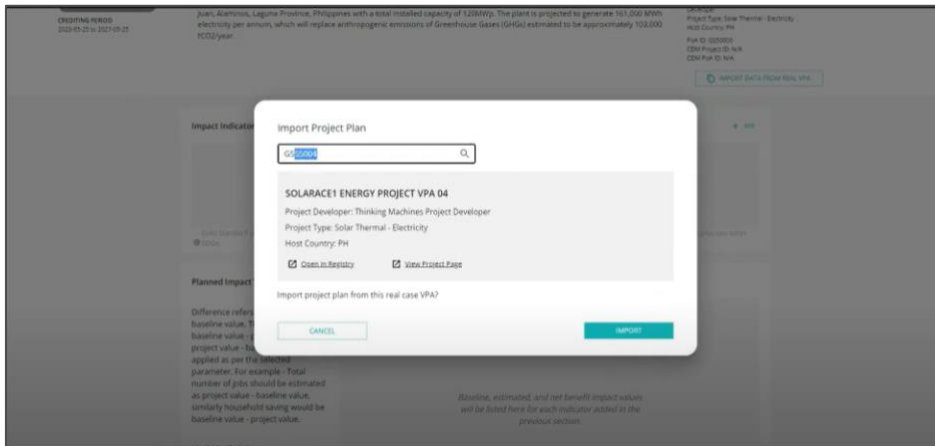 Juan, Alaminos, Laguna Province, Philippines with a total installed capacity of 120MWp. The plant is projected to generate 161,000 MWh
CREDITING PERIOD
electricity per annum, which will replace anthropogenic emissions of Greenhouse Gases (GHGs) estimated to be approximately 103,000
tCO2/year
Project Type: Solar Thermal - Electricity
Host Country: PH
CDM Project ID: N/A
CDM PoA ID: N/A
IMPORT DATA FROM REAL VPA
Impact Indicator
Import Project Plan
GS55004
SOLARACE1 ENERGY PROJECT VPA 04
Project Developer: Thinking Machines Project Developer
Project Type: Solar Thermal - Electricity
Host Country: PH
Open in Registry View Project Page
Import project plan from this real case VPA?
CANCEL IMPORT
Planned Impact
Difference refers
baseline value. T
baseline value - p
project value - ba
applied as per the selected
parameter. For example - Total
number of jobs should be estimated
as project value - baseline value,
similarly household saving would be
baseline value - project value.
Baseline, estimated, and net benefit impact values
will be listed here for each indicator added in the
previous section.